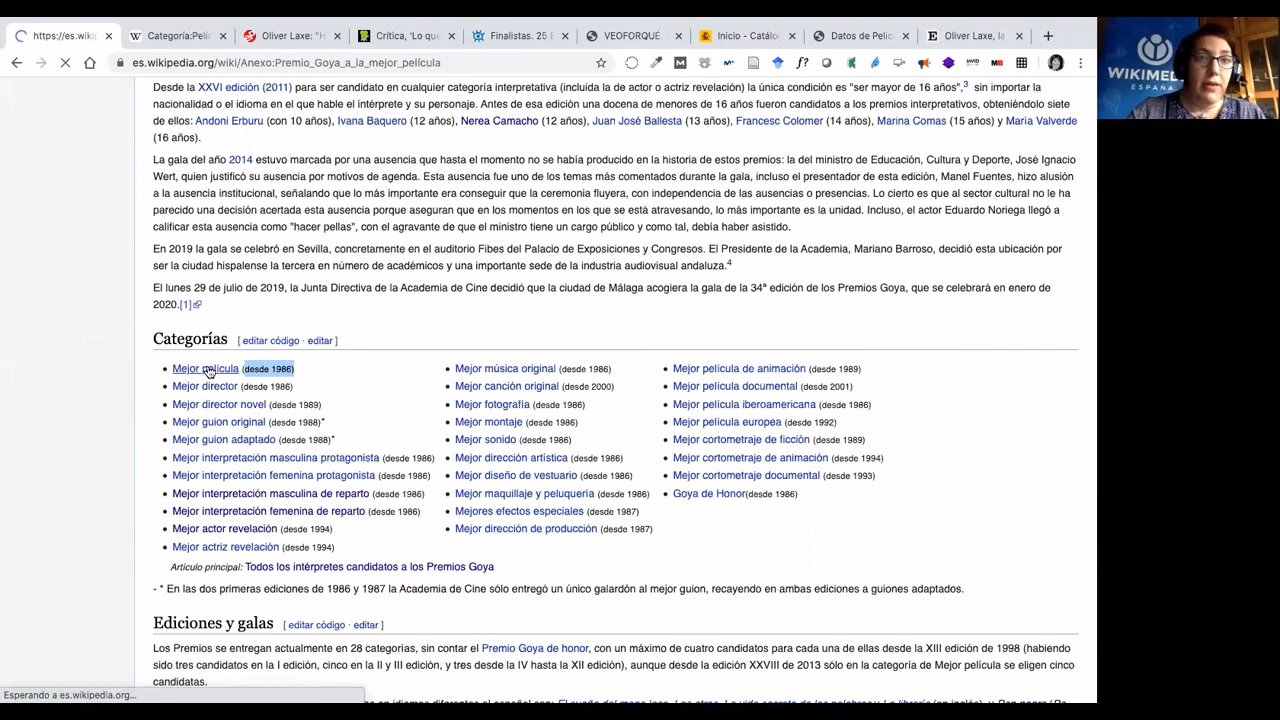 https://es.wikip
Categoría:Pelíc
Oliver Laxe: "H
Crítica, 'Lo que
Finalistas. 25 E
VEOFORQUÉ.
Inicio - Catálog
Datos de Pelíc
Oliver Laxe, la
es.wikipedia.org/wiki/Anexo:Premio_Goya_a_la_mejor_película
WIKIME
Desde la XXVI edición (2011) para ser candidato en cualquier categoría interpretativa (incluida la de actor o actriz revelación) la única condición es "ser mayor de 16 años",3 sin importar la
nacionalidad o el idioma en el que hable el intérprete y su personaje. Antes de esa edición una docena de menores de 16 años fueron candidatos a los premios interpretativos, obteniéndolo siete
de ellos: Andoni Erburu (con 10 años), Ivana Baquero (12 años), Nerea Camacho (12 años), Juan José Ballesta (13 años), Francesc Colomer (14 años), Marina Comas (15 años) y María Valverde
(16 años).
La gala del año 2014 estuvo marcada por una ausencia que hasta el momento no se había producido en la historia de estos premios: la del ministro de Educación, Cultura y Deporte, José Ignacio
Wert, quien justificó su ausencia por motivos de agenda. Esta ausencia fue uno de los temas más comentados durante la gala, incluso el presentador de esta edición, Manel Fuentes, hizo alusión
a la ausencia institucional, señalando que lo más importante era conseguir que la ceremonia fluyera, con independencia de las ausencias o presencias. Lo cierto es que al sector cultural no le ha
parecido una decisión acertada esta ausencia porque aseguran que en los momentos en los que se está atravesando, lo más importante es la unidad. Incluso, el actor Eduardo Noriega llegó a
calificar esta ausencia como "hacer pellas", con el agravante de que el ministro tiene un cargo público y como tal, debía haber asistido.
En 2019 la gala se celebró en Sevilla, concretamente en el auditorio Fibes del Palacio de Exposiciones y Congresos. El Presidente de la Academia, Mariano Barroso, decidió esta ubicación por
ser la ciudad hispalense la tercera en número de académicos y una importante sede de la industria audiovisual andaluza.4
El lunes 29 de julio de 2019, la Junta Directiva de la Academia de Cine decidió que la ciudad de Málaga acogiera la gala de la 34ª edición de los Premios Goya, que se celebrará en enero de
2020.[1]
Categorías [ editar código · editar ]
Mejor película (desde 1986)
Mejor director (desde 1986)
Mejor director novel (desde 1989)
Mejor guion original (desde 1988)*
Mejor guion adaptado (desde 1988)*
Mejor interpretación masculina protagonista (desde 1986)
Mejor interpretación femenina protagonista (desde 1986)
Mejor interpretación masculina de reparto (desde 1986)
Mejor interpretación femenina de reparto (desde 1986)
Mejor actor revelación (desde 1994)
Mejor actriz revelación (desde 1994)
Mejor música original (desde 1986)
Mejor canción original (desde 2000)
Mejor fotografía (desde 1986)
Mejor montaje (desde 1986)
Mejor sonido (desde 1986)
Mejor dirección artística (desde 1986)
Mejor diseño de vestuario (desde 1986)
Mejor maquillaje y peluquería (desde 1986)
Mejores efectos especiales (desde 1987)
Mejor dirección de producción (desde 1987)
Mejor película de animación (desde 1989)
Mejor película documental (desde 2001)
Mejor película iberoamericana (desde 1986)
Mejor película europea (desde 1992)
Mejor cortometraje de ficción (desde 1989)
Mejor cortometraje de animación (desde 1994)
Mejor cortometraje documental (desde 1993)
Goya de Honor(desde 1986)
Artículo principal: Todos los intérpretes candidatos a los Premios Goya
- * En las dos primeras ediciones de 1986 y 1987 la Academia de Cine sólo entregó un único galardón al mejor guion, recayendo en ambas ediciones a guiones adaptados.
Ediciones y galas [ editar código · editar ]
Los Premios se entregan actualmente en 28 categorías, sin contar el Premio Goya de honor, con un máximo de cuatro candidatos para cada una de ellas desde la XIII edición de 1998 (habiendo
sido tres candidatos en la I edición, cinco en la II y III edición, y tres desde la IV hasta la XII edición), aunque desde la edición XXVIII de 2013 sólo en la categoría de Mejor película se eligen cinco
candidatas.
Esperando a es.wikipedia.org...